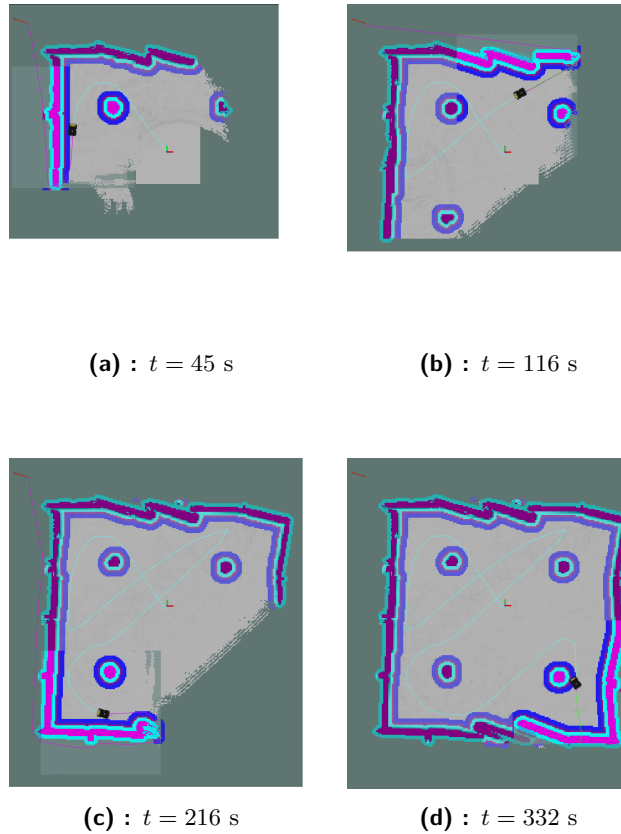 (a) : t = 45 s
(b) : t = 116 s
(c) : t = 216 s
(d) : t = 332 s